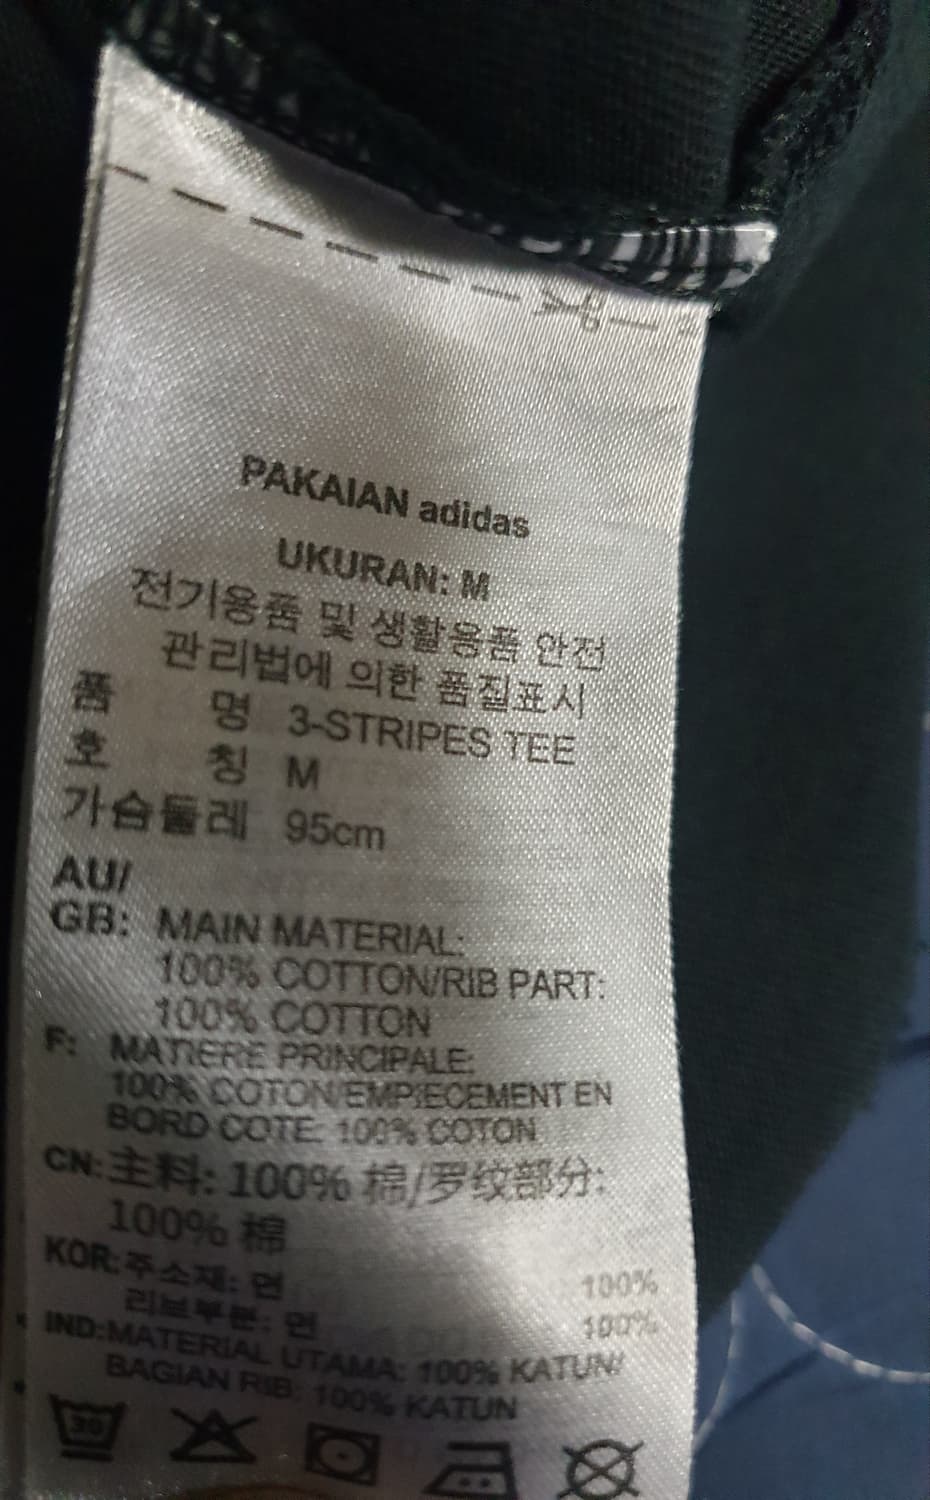 PAKAIAN adidas
UKURAN: M
전기용품 및 생활용품 안전
관리법에 의한 품질표시
품 명 3-STRIPES TEE
호 칭 M
가슴둘레 95cm
AU/
GB: MAIN MATERIAL:
100% COTTON/RIB PART:
100% COTTON
F: MATIERE PRINCIPALE:
100% COTON/EMPIECEMENT EN
BORD COTE: 100% COTON
CN: 主料: 100% 棉/罗纹部分:
100% 棉
KOR: 주소재: 면 100%
리브부분: 면 100%
IND: MATERIAL UTAMA: 100% KATUN/
BAGIAN RIB: 100% KATUN
30